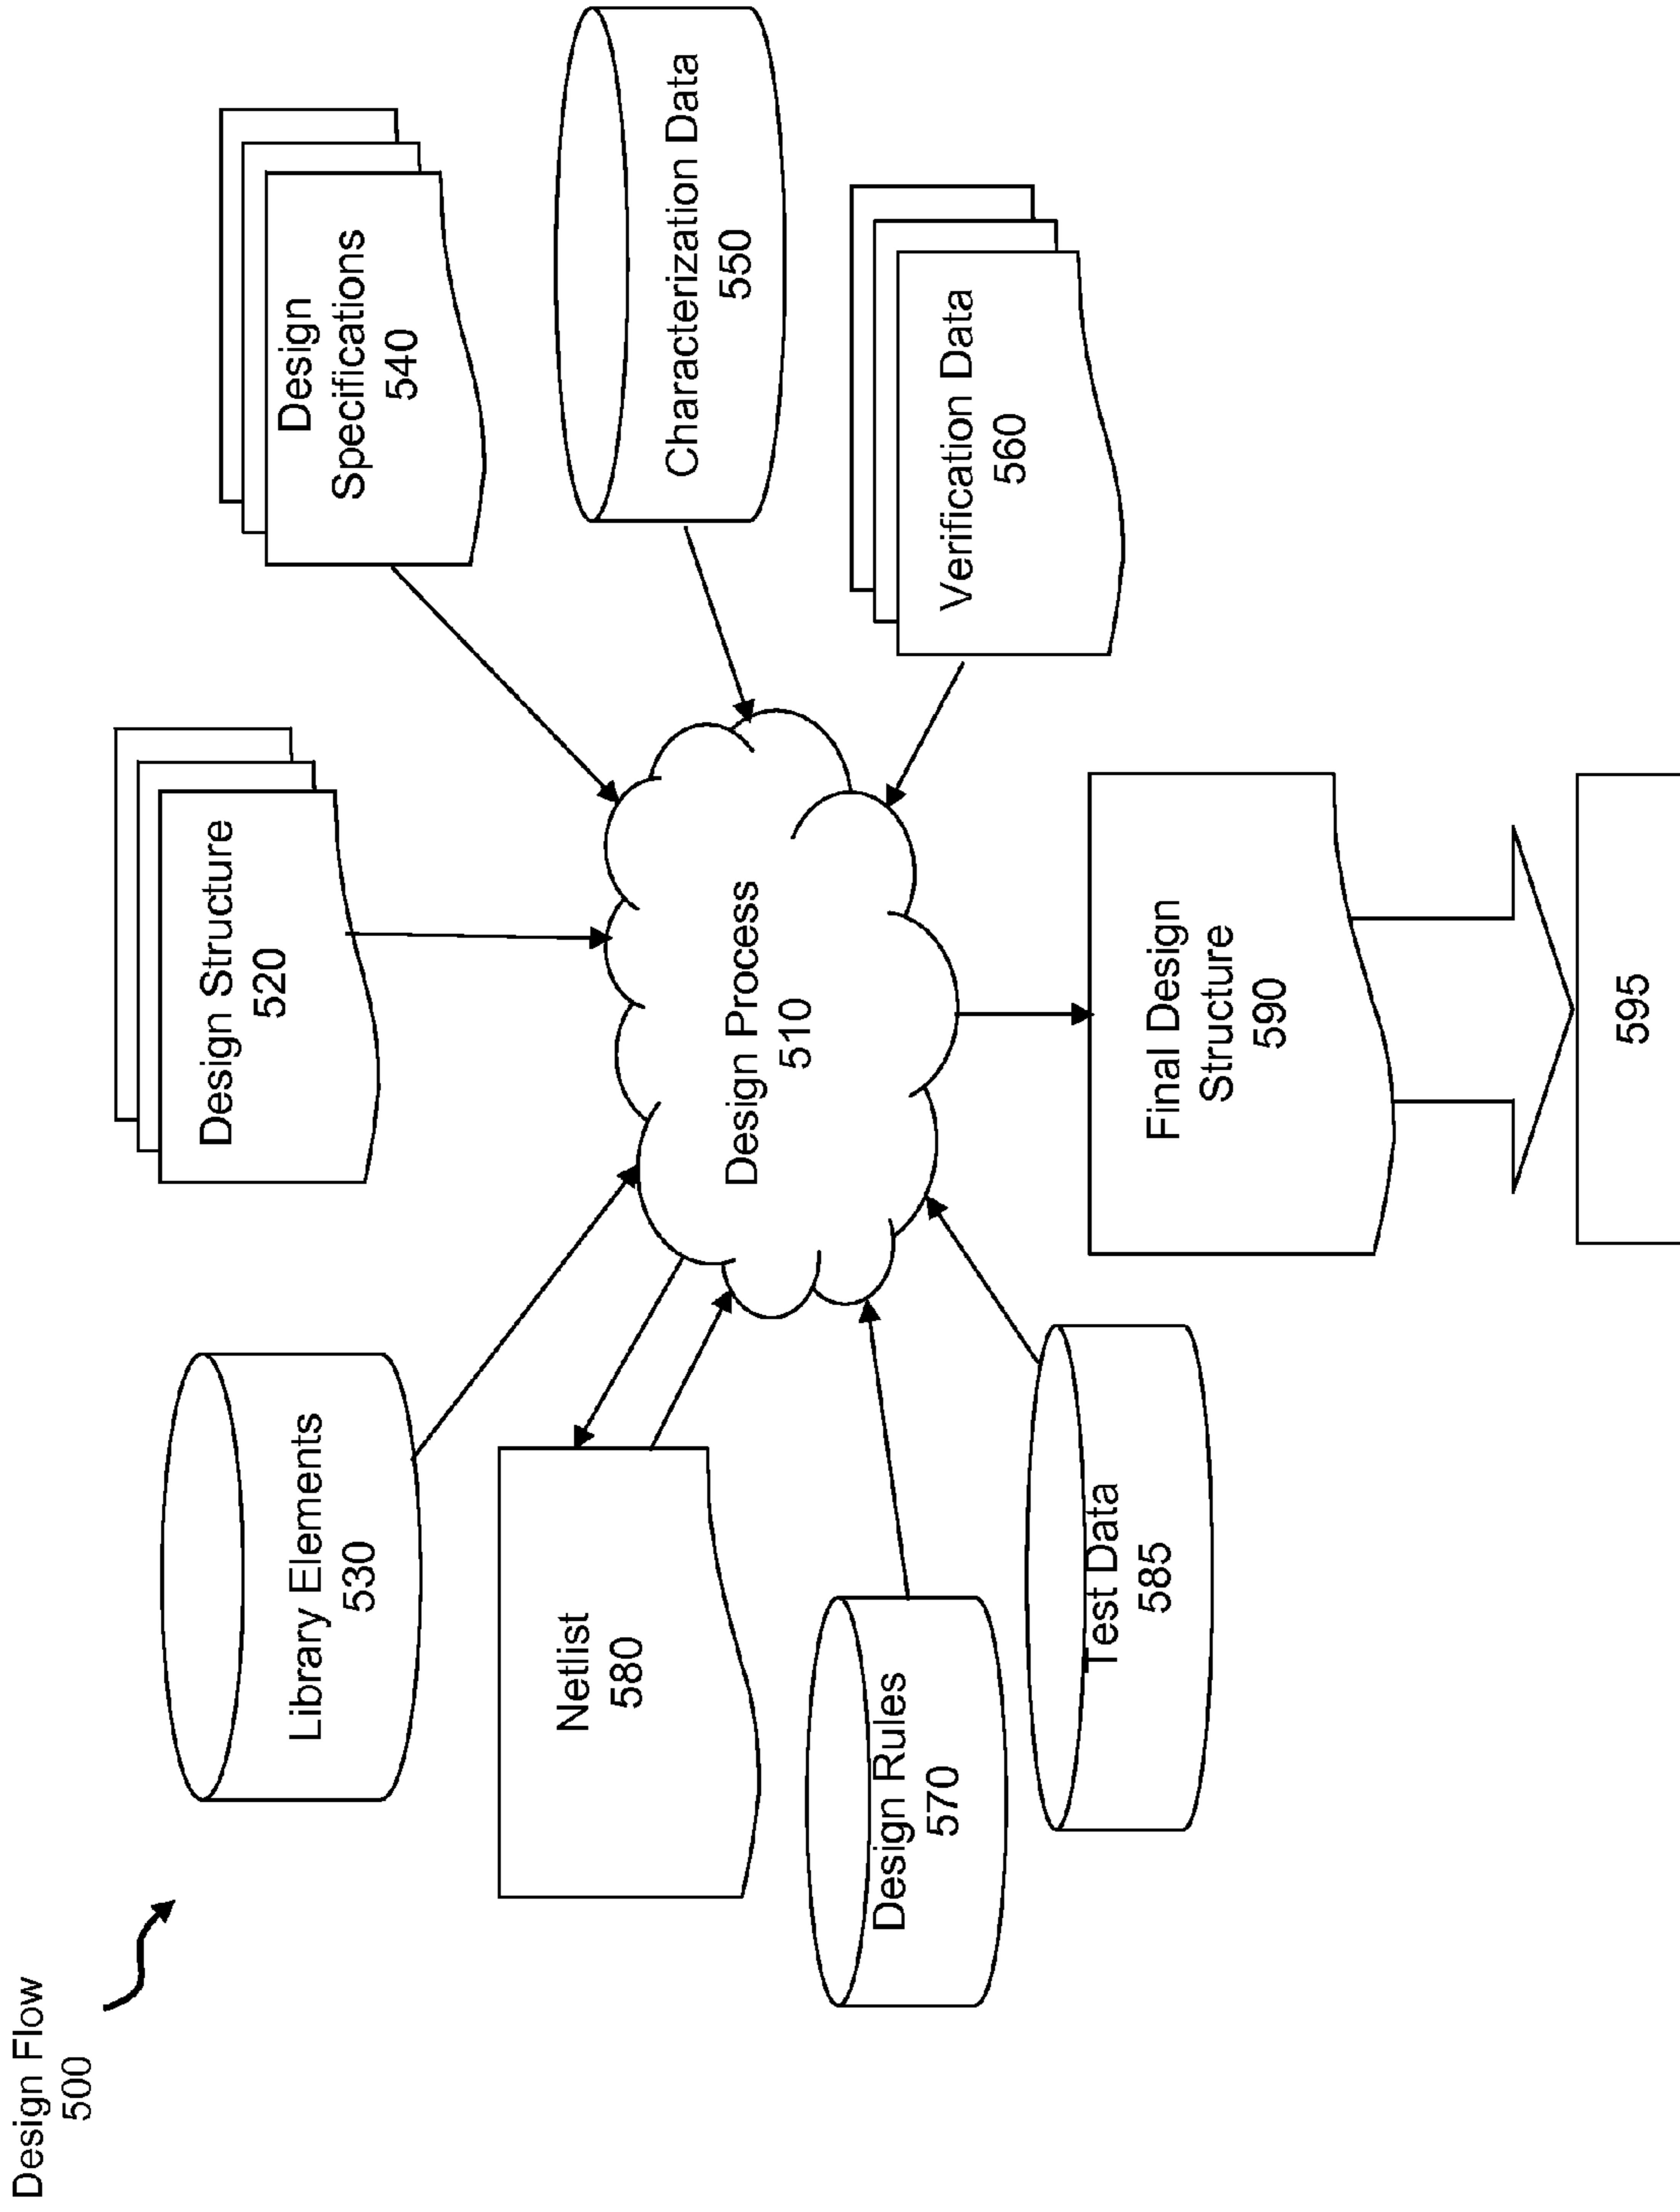 Design Flow
500
Library Elements
530
Design Structure
520
Design
Specifications
540
Netlist
580
Design Process
510
Characterization Data
550
Design Rules
570
Verification Data
560
Test Data
585
Final Design
Structure
590
595